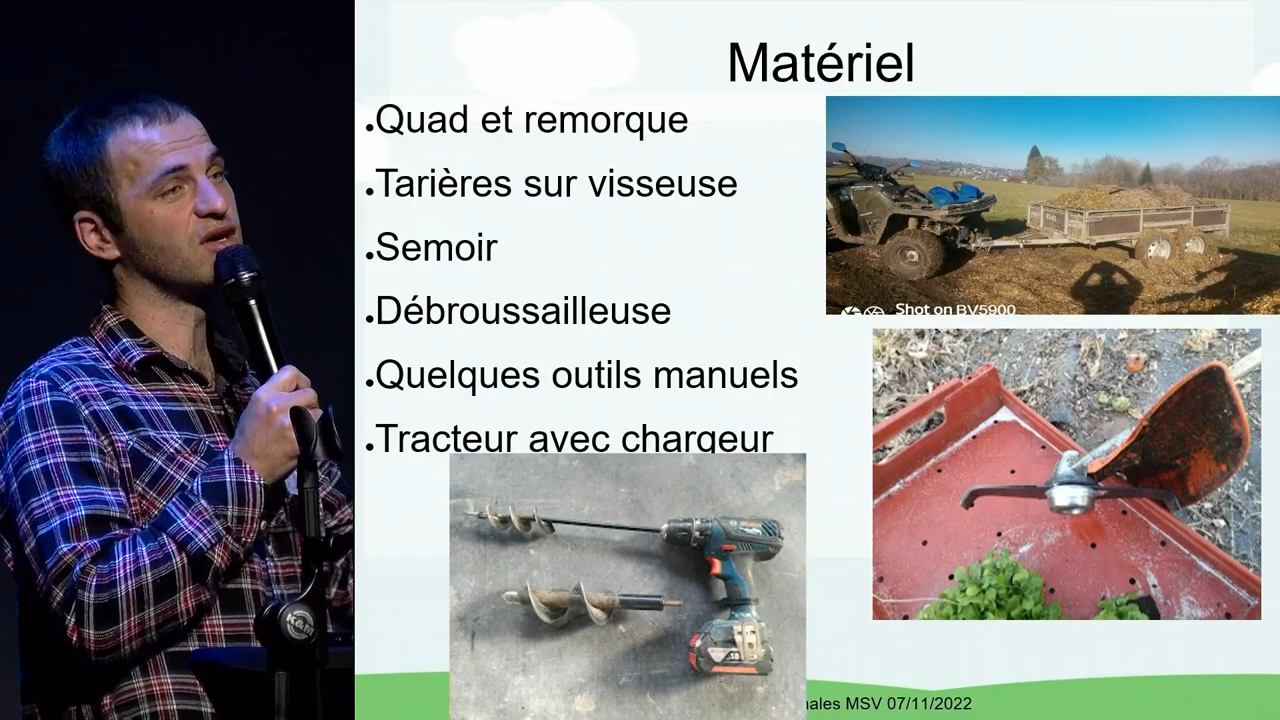 Matériel
Quad et remorque
Tarières sur visseuse
Semoir
Débroussailleuse
Quelques outils manuels
Tracteur avec chargeur
Shot on BV5900
K&M
18
MSV 07/11/2022